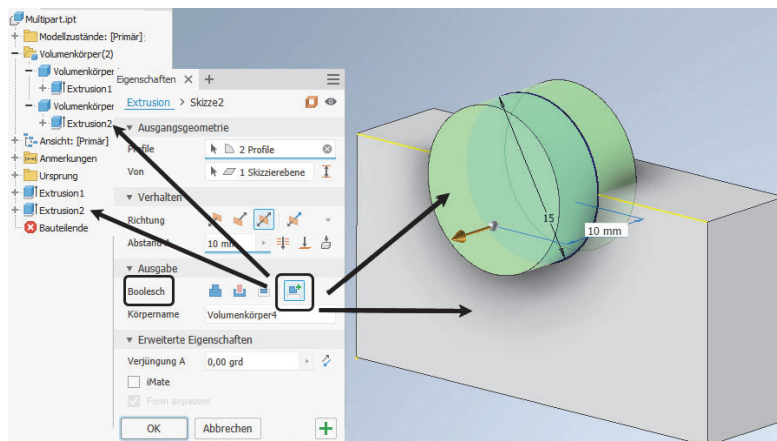 Multipart.ipt
Modellzustände: [Primär]
Volumenkörper(2)
Volumenkörper
Extrusion1
Volumenkörper
Extrusion2
Ansicht: [Primär]
Anmerkungen
Ursprung
Extrusion1
Extrusion2
Bauteilende
Eigenschaften × +
Extrusion > Skizze2
Ausgangsgeometrie
Profile 2 Profile
Von 1 Skizzierebene
Verhalten
Richtung
Abstand A 10 mm
Ausgabe
Boolesch
Körpername Volumenkörper4
Erweiterte Eigenschaften
Verjüngung A 0,00 grd
iMate
Form anpassen
OK Abbrechen
15
10 mm